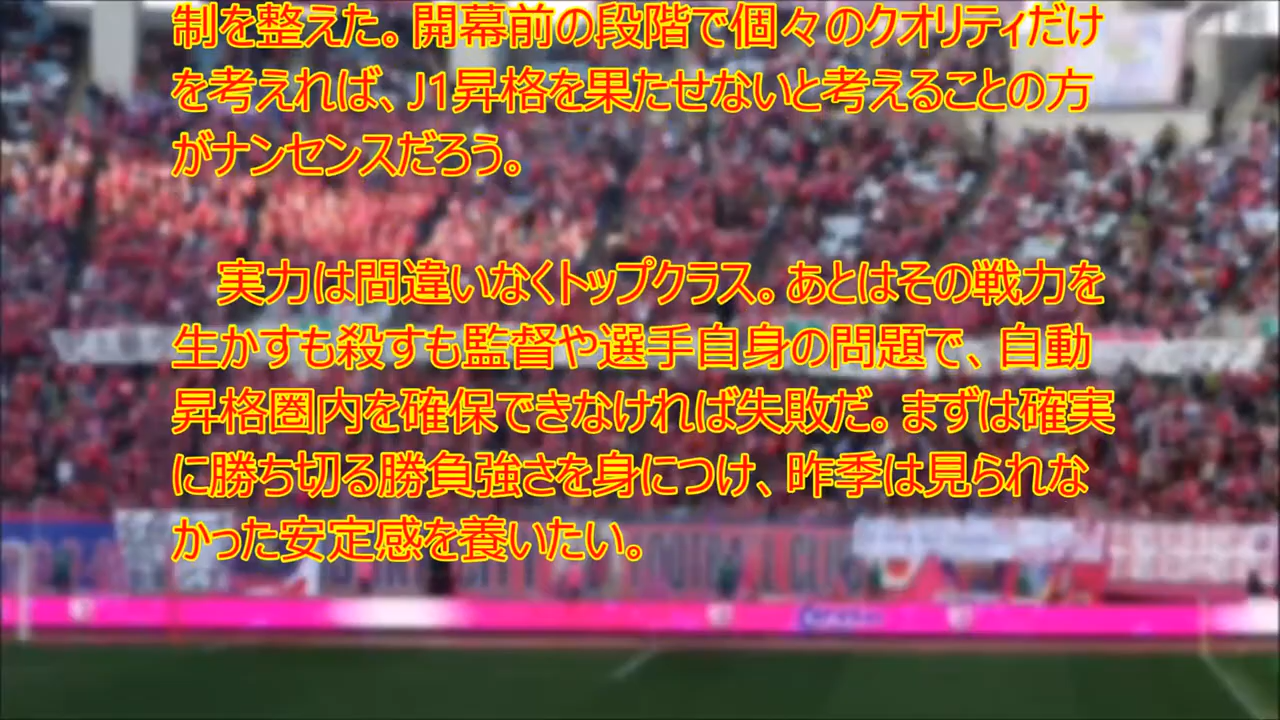 制を整えた。開幕前の段階で個々のクオリティだけ
を考えれば、J1昇格を果たせないと考えることの方
がナンセンスだろう。
実力は間違いなくトップクラス。あとはその戦力を
生かすも殺すも監督や選手自身の問題で、自動
昇格圏内を確保できなければ失敗だ。まずは確実
に勝ち切る勝負強さを身につけ、昨季は見られな
かった安定感を養いたい。